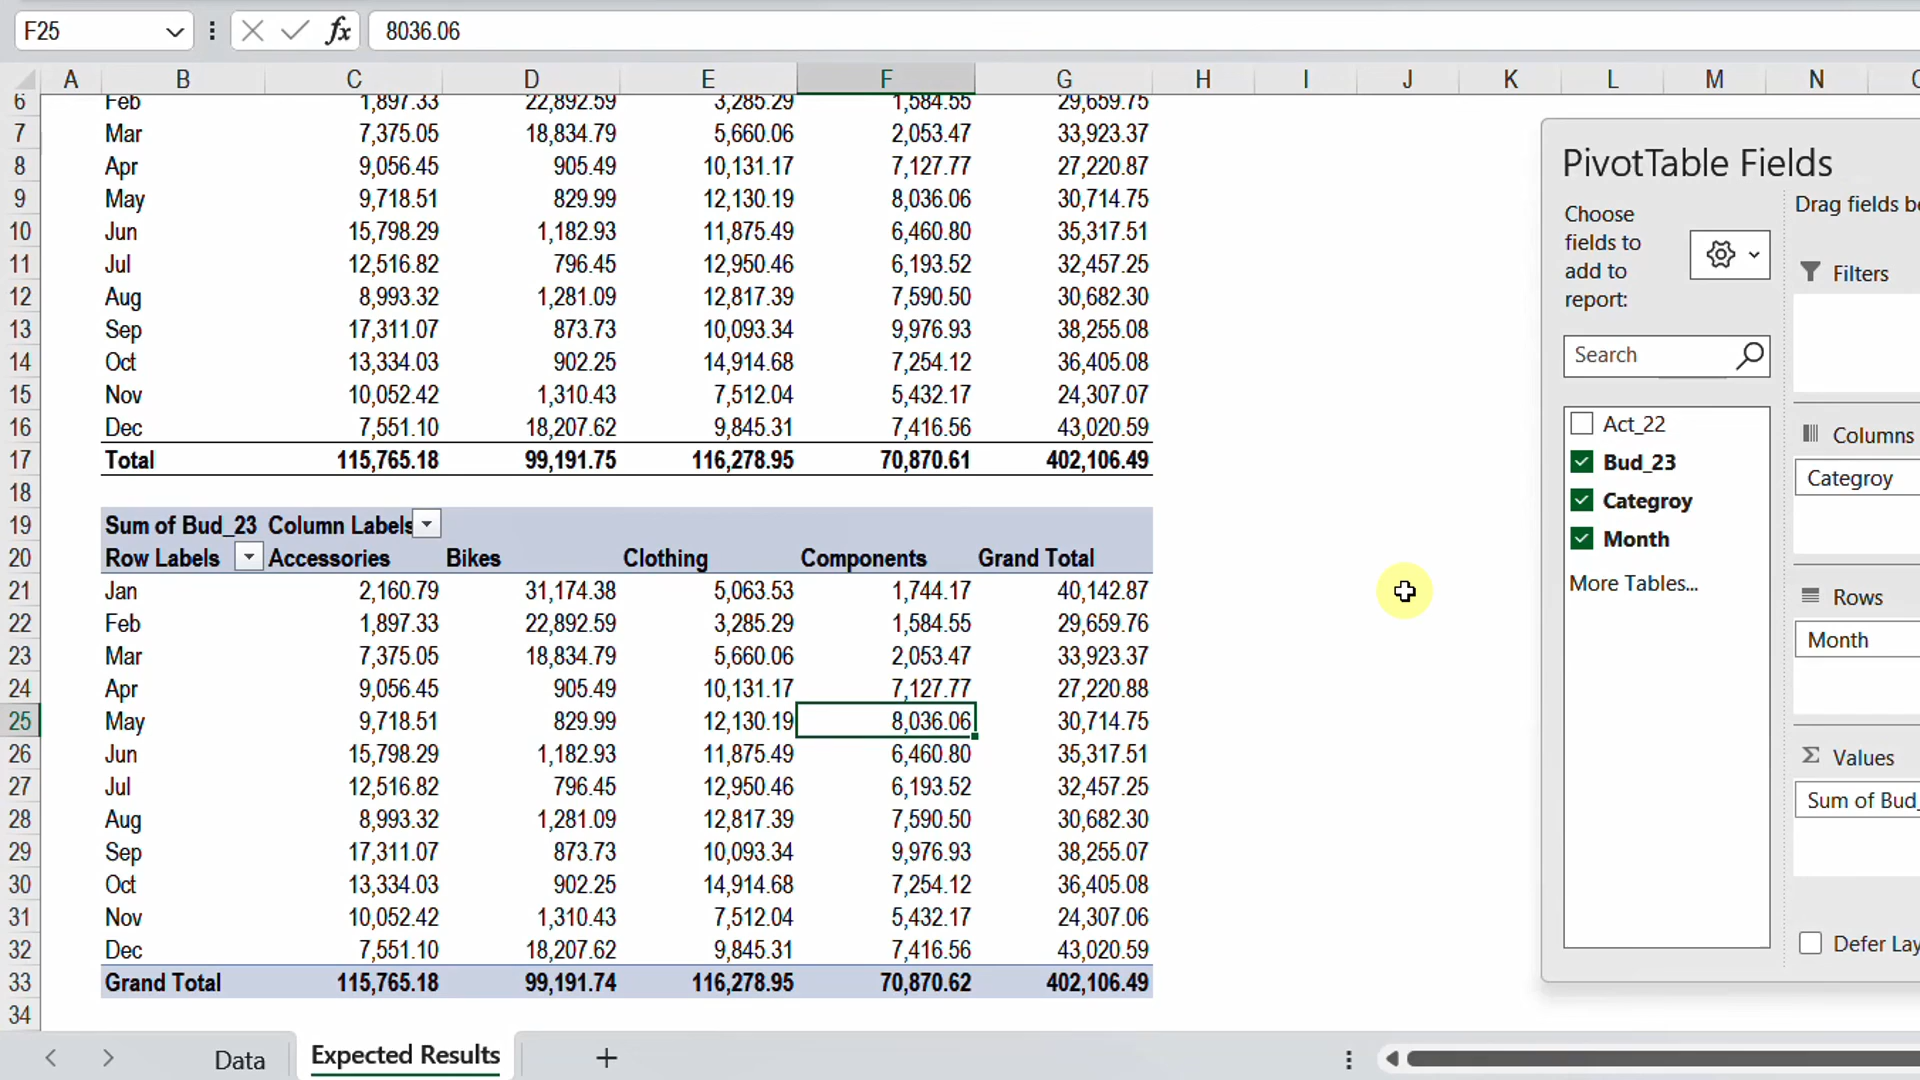 F25 fx 8036.06
A B C D E F G H I J K L M N
6 Feb 1,897.33 22,892.59 3,285.29 1,584.55 29,659.75
7 Mar 7,375.05 18,834.79 5,660.06 2,053.47 33,923.37
8 Apr 9,056.45 905.49 10,131.17 7,127.77 27,220.87
9 May 9,718.51 829.99 12,130.19 8,036.06 30,714.75
10 Jun 15,798.29 1,182.93 11,875.49 6,460.80 35,317.51
11 Jul 12,516.82 796.45 12,950.46 6,193.52 32,457.25
12 Aug 8,993.32 1,281.09 12,817.39 7,590.50 30,682.30
13 Sep 17,311.07 873.73 10,093.34 9,976.93 38,255.08
14 Oct 13,334.03 902.25 14,914.68 7,254.12 36,405.08
15 Nov 10,052.42 1,310.43 7,512.04 5,432.17 24,307.07
16 Dec 7,551.10 18,207.62 9,845.31 7,416.56 43,020.59
17 Total 115,765.18 99,191.75 116,278.95 70,870.61 402,106.49
18
19 Sum of Bud_23 Column Labels
20 Row Labels Accessories Bikes Clothing Components Grand Total
21 Jan 2,160.79 31,174.38 5,063.53 1,744.17 40,142.87
22 Feb 1,897.33 22,892.59 3,285.29 1,584.55 29,659.76
23 Mar 7,375.05 18,834.79 5,660.06 2,053.47 33,923.37
24 Apr 9,056.45 905.49 10,131.17 7,127.77 27,220.88
25 May 9,718.51 829.99 12,130.19 8,036.06 30,714.75
26 Jun 15,798.29 1,182.93 11,875.49 6,460.80 35,317.51
27 Jul 12,516.82 796.45 12,950.46 6,193.52 32,457.25
28 Aug 8,993.32 1,281.09 12,817.39 7,590.50 30,682.30
29 Sep 17,311.07 873.73 10,093.34 9,976.93 38,255.07
30 Oct 13,334.03 902.25 14,914.68 7,254.12 36,405.08
31 Nov 10,052.42 1,310.43 7,512.04 5,432.17 24,307.06
32 Dec 7,551.10 18,207.62 9,845.31 7,416.56 43,020.59
33 Grand Total 115,765.18 99,191.74 116,278.95 70,870.62 402,106.49
34
PivotTable Fields
Choose
fields to
add to
report:
Search
Act_22
Bud_23
Categroy
Month
More Tables...
Drag fields
Filters
Columns
Categroy
Rows
Month
Σ Values
Sum of Bud_
Defer
Data Expected Results